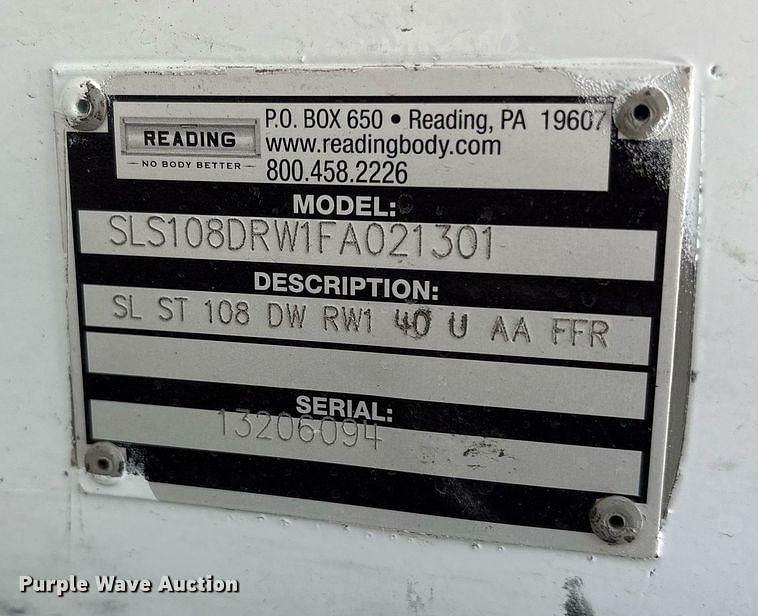 READING
NO BODY BETTER
P.O. BOX 650 • Reading, PA 19607
www.readingbody.com
800.458.2226
MODEL:
SLS108DRW1FA021301
DESCRIPTION:
SL ST 108 DW RW1 40 U AA FFR
SERIAL:
13206094
Purple Wave Auction